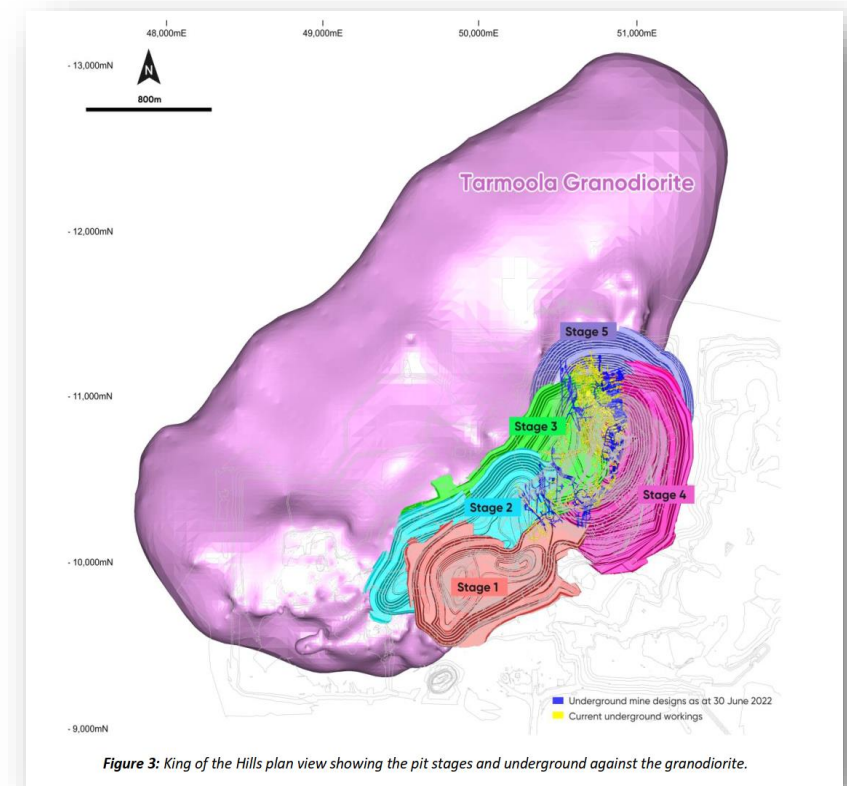 48,000mE 49,000mE 50,000mE 51,000mE
- 13,000mN
N
800m
Tarmoola Granodiorite
- 12,000mN
Stage 5
- 11,000mN
Stage 3
Stage 4
Stage 2
- 10,000mN
Stage 1
Underground mine designs as at 30 June 2022
Current underground workings
- 9,000mN
Figure 3: King of the Hills plan view showing the pit stages and underground against the granodiorite.